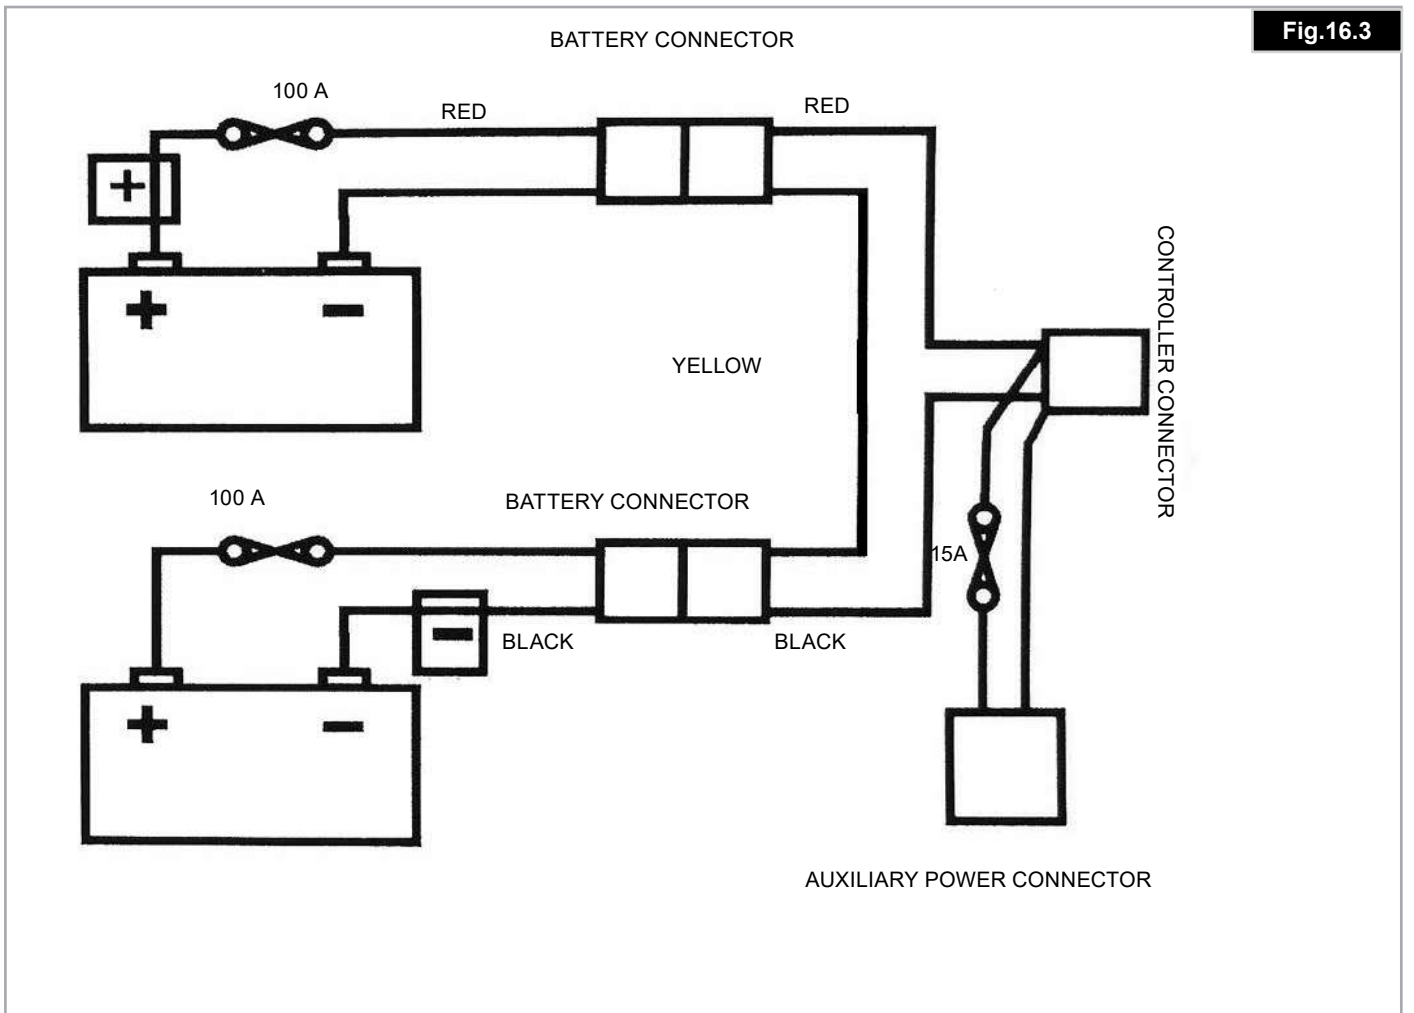 Fig.16.3
BATTERY CONNECTOR
100 A
RED
RED
+
+
−
CONTROLLER CONNECTOR
YELLOW
100 A
BATTERY CONNECTOR
15A
−
BLACK
BLACK
+
−
AUXILIARY POWER CONNECTOR